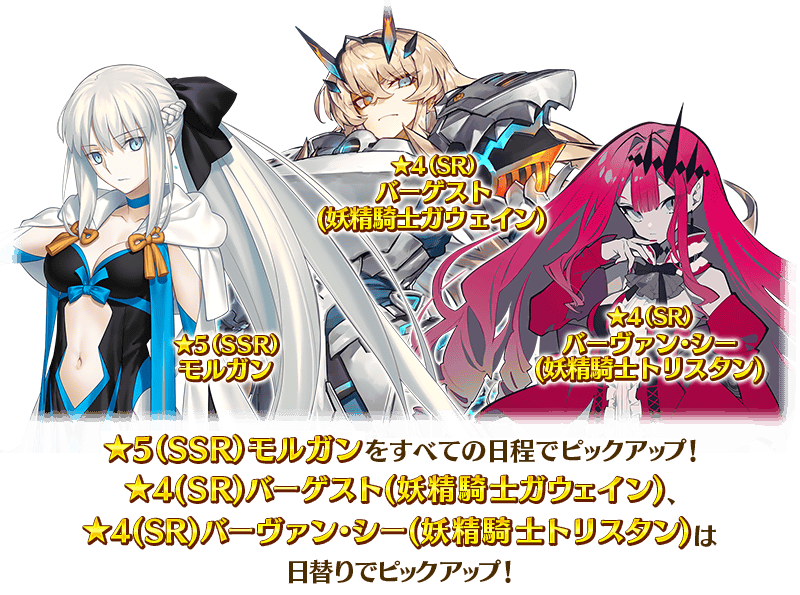 ★4(SR)
バーゲスト
(妖精騎士ガウェイン)
★5(SSR)
モルガン
★4(SR)
バーヴァン・シー
(妖精騎士トリスタン)
★5(SSR)モルガンをすべての日程でピックアップ!
★4(SR)バーゲスト(妖精騎士ガウェイン)、
★4(SR)バーヴァン・シー(妖精騎士トリスタン)は
日替りでピックアップ!